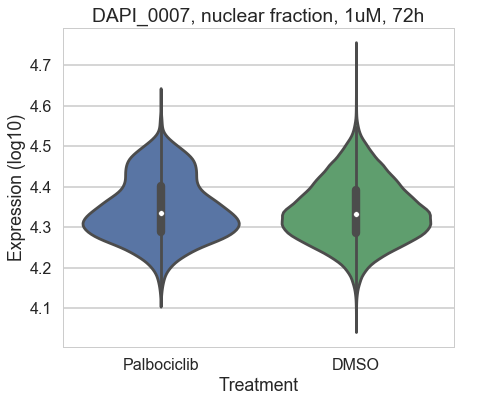 DAPI_0007, nuclear fraction, 1uM, 72h
4.7
4.6
4.5
4.4
4.3
4.2
4.1
Expression (log10)
Palbociclib DMSO
Treatment